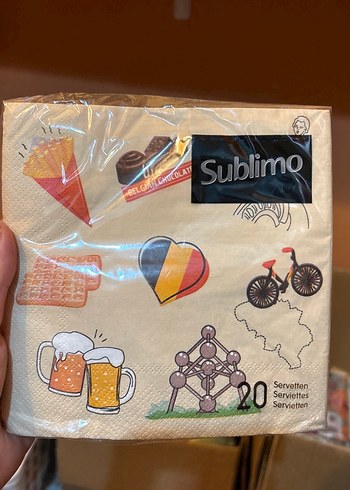 Sublimo
BELGIAN CHOCOLATE
20
Servetten
Serviettes
Servietten